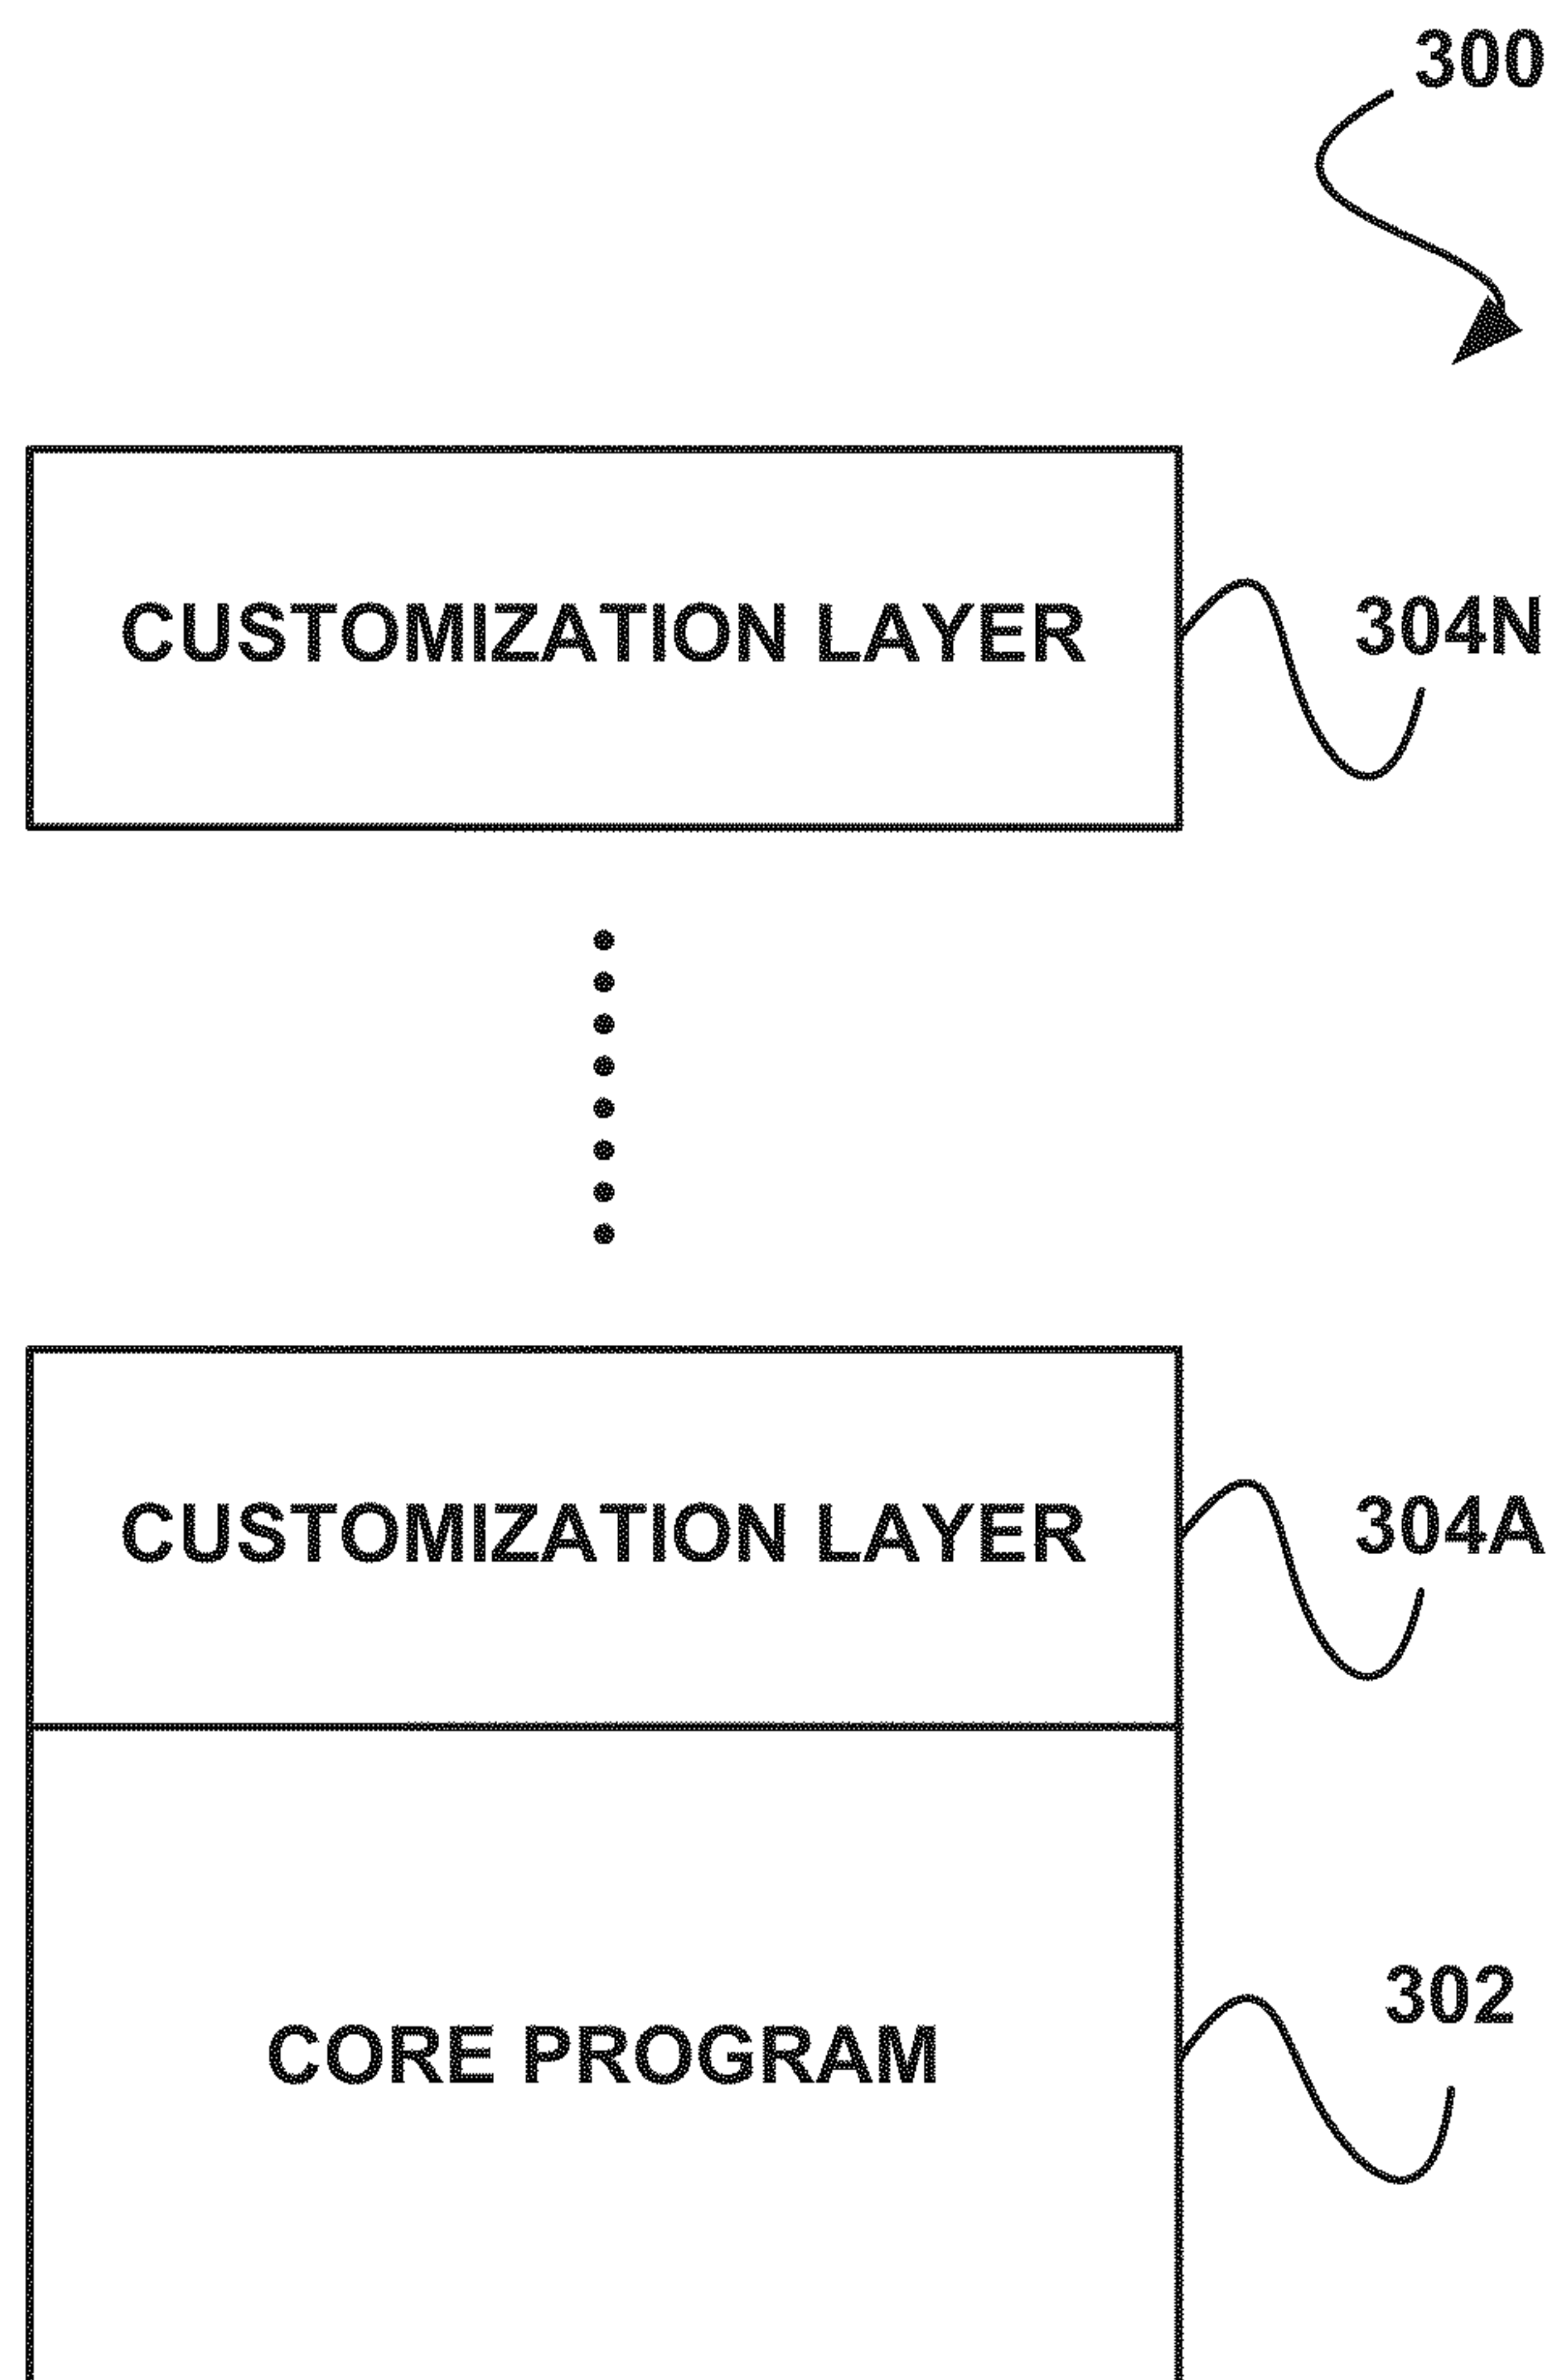 300
CUSTOMIZATION LAYER
304N
CUSTOMIZATION LAYER
304A
302
CORE PROGRAM